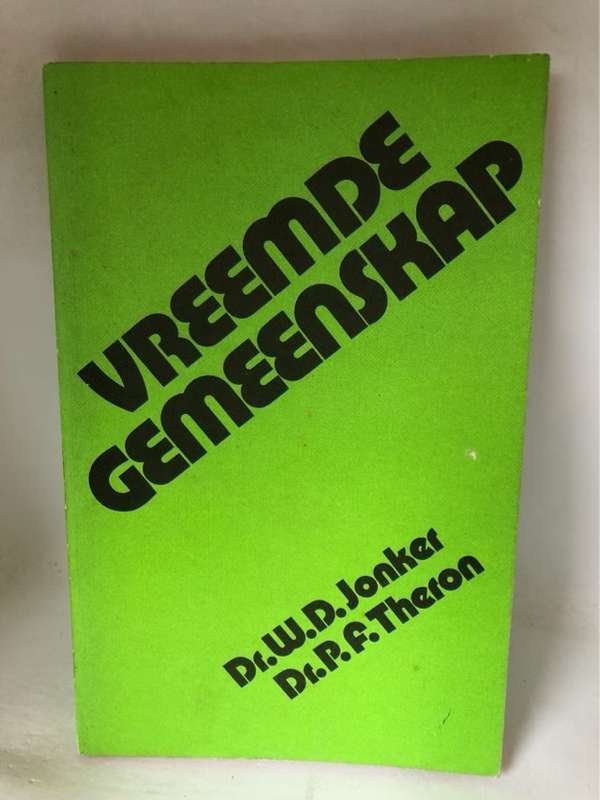 VREEMDE
GEMEENSKAP
Dr. W. D. Jonker
Dr. P. F. Theron